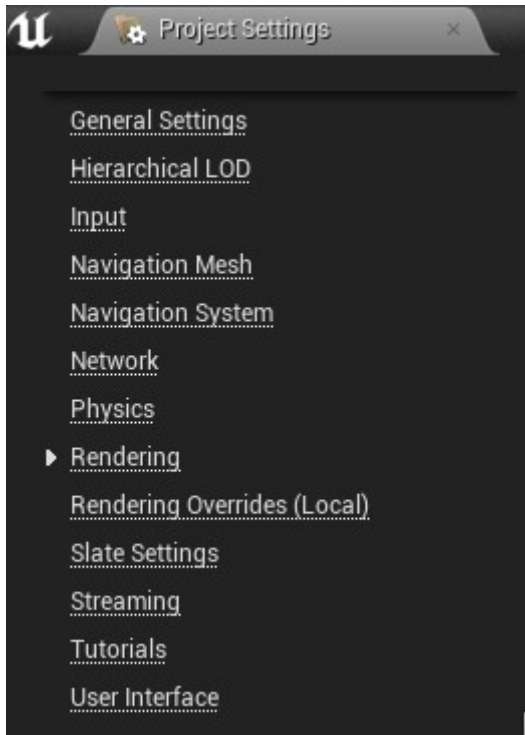 Project Settings
General Settings
Hierarchical LOD
Input
Navigation Mesh
Navigation System
Network
Physics
Rendering
Rendering Overrides (Local)
Slate Settings
Streaming
Tutorials
User Interface